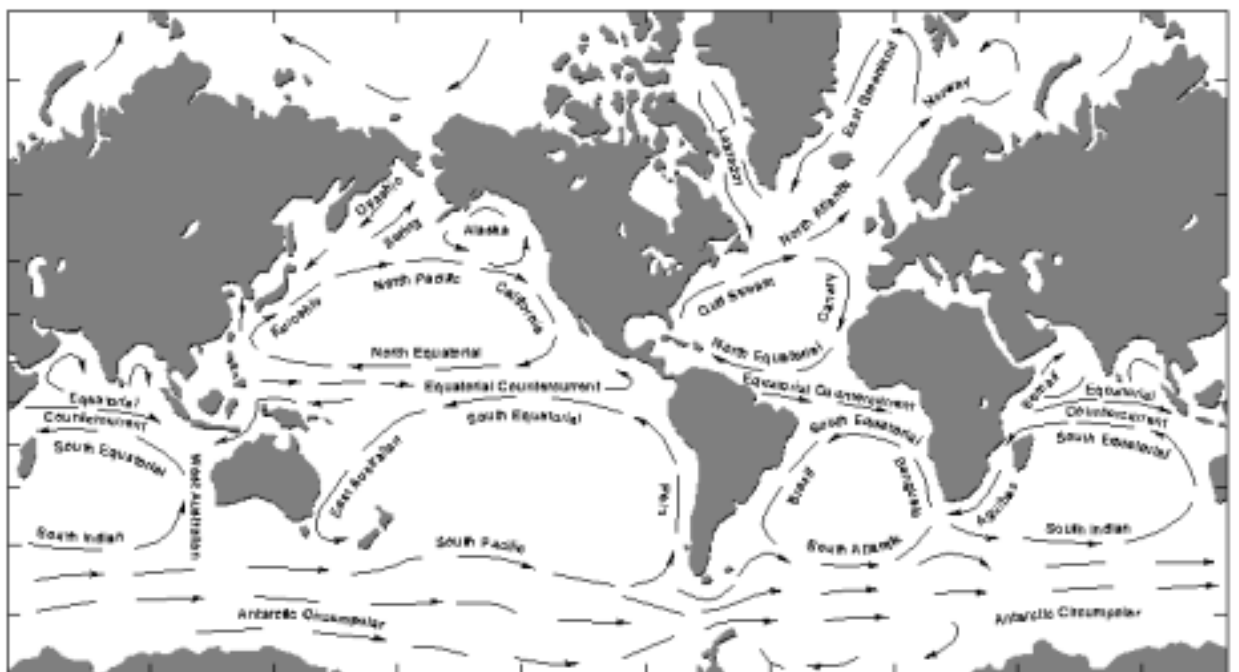 East Greenland
Norway
Labrador
Oyashio
North Atlantic
Bering
Alaska
North Pacific
California
Gulf Stream
Canary
Kuroshio
North Equatorial
North Equatorial
Equatorial Countercurrent
Equatorial Countercurrent
Equatorial
Countercurrent
Somali
Equatorial
Countercurrent
South Equatorial
South Equatorial
South Equatorial
South Equatorial
East Australian
West Australian
Peru
Brazil
Benguela
Agulhas
South Indian
South Pacific
South Atlantic
South Indian
Antarctic Circumpolar
Antarctic Circumpolar